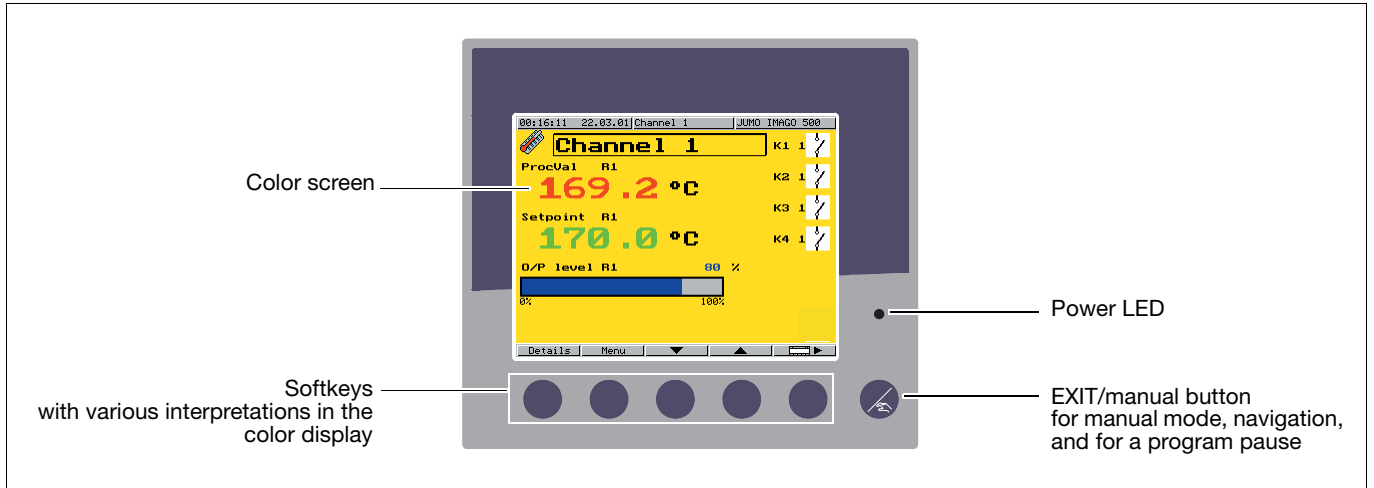 00:16:11 22.03.01 Channel 1 JUMO IMAGO 500
Channel 1
K1 1
ProcVal R1
169.2 °C
K2 1
K3 1
Setpoint R1
170.0 °C
K4 1
O/P level R1 80 %
0% 100%
Details Menu
Color screen
Power LED
Softkeys
with various interpretations in the
color display
EXIT/manual button
for manual mode, navigation,
and for a program pause